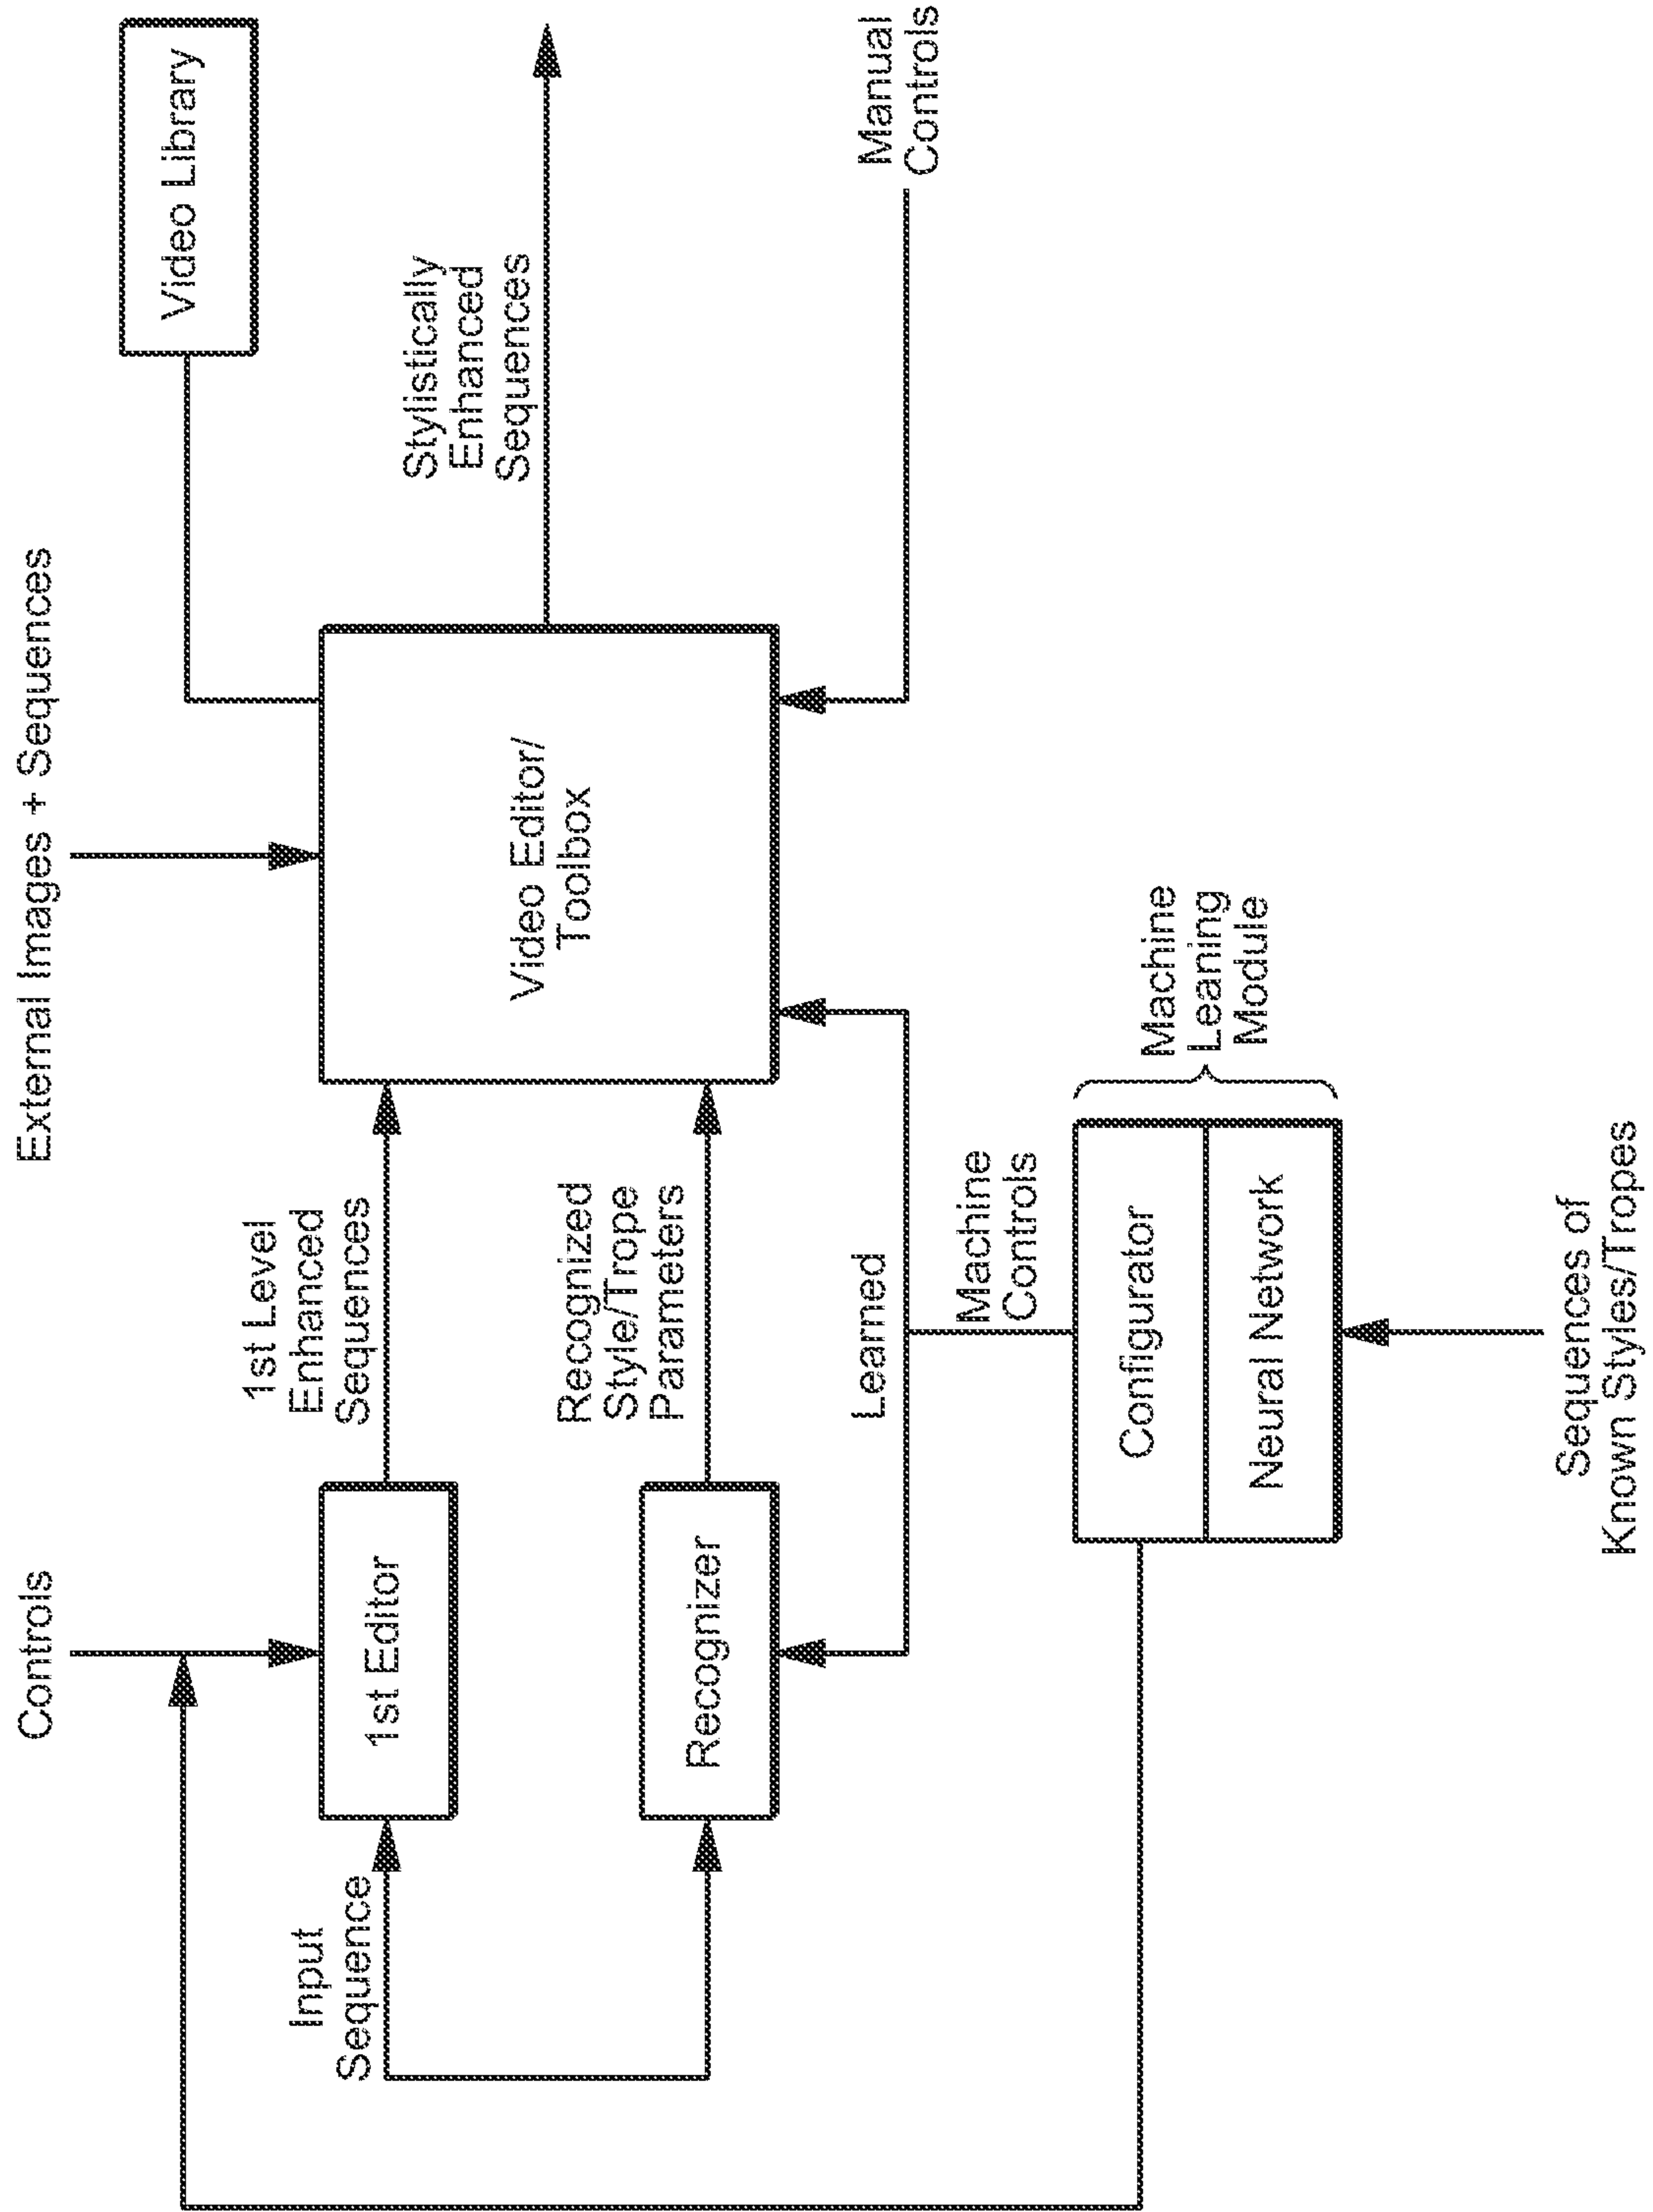 External Images + Sequences
Controls
Video Library
1st Level
Enhanced
Sequences
Stylistically
Enhanced
Sequences
Input
Sequence
1st Editor
Video Editor/
Toolbox
Recognized
Style/Trope
Parameters
Recognizer
Learned
Manual
Controls
Machine
Controls
Configurator
Neural Network
Machine
Leaning
Module
Sequences of
Known Styles/Tropes